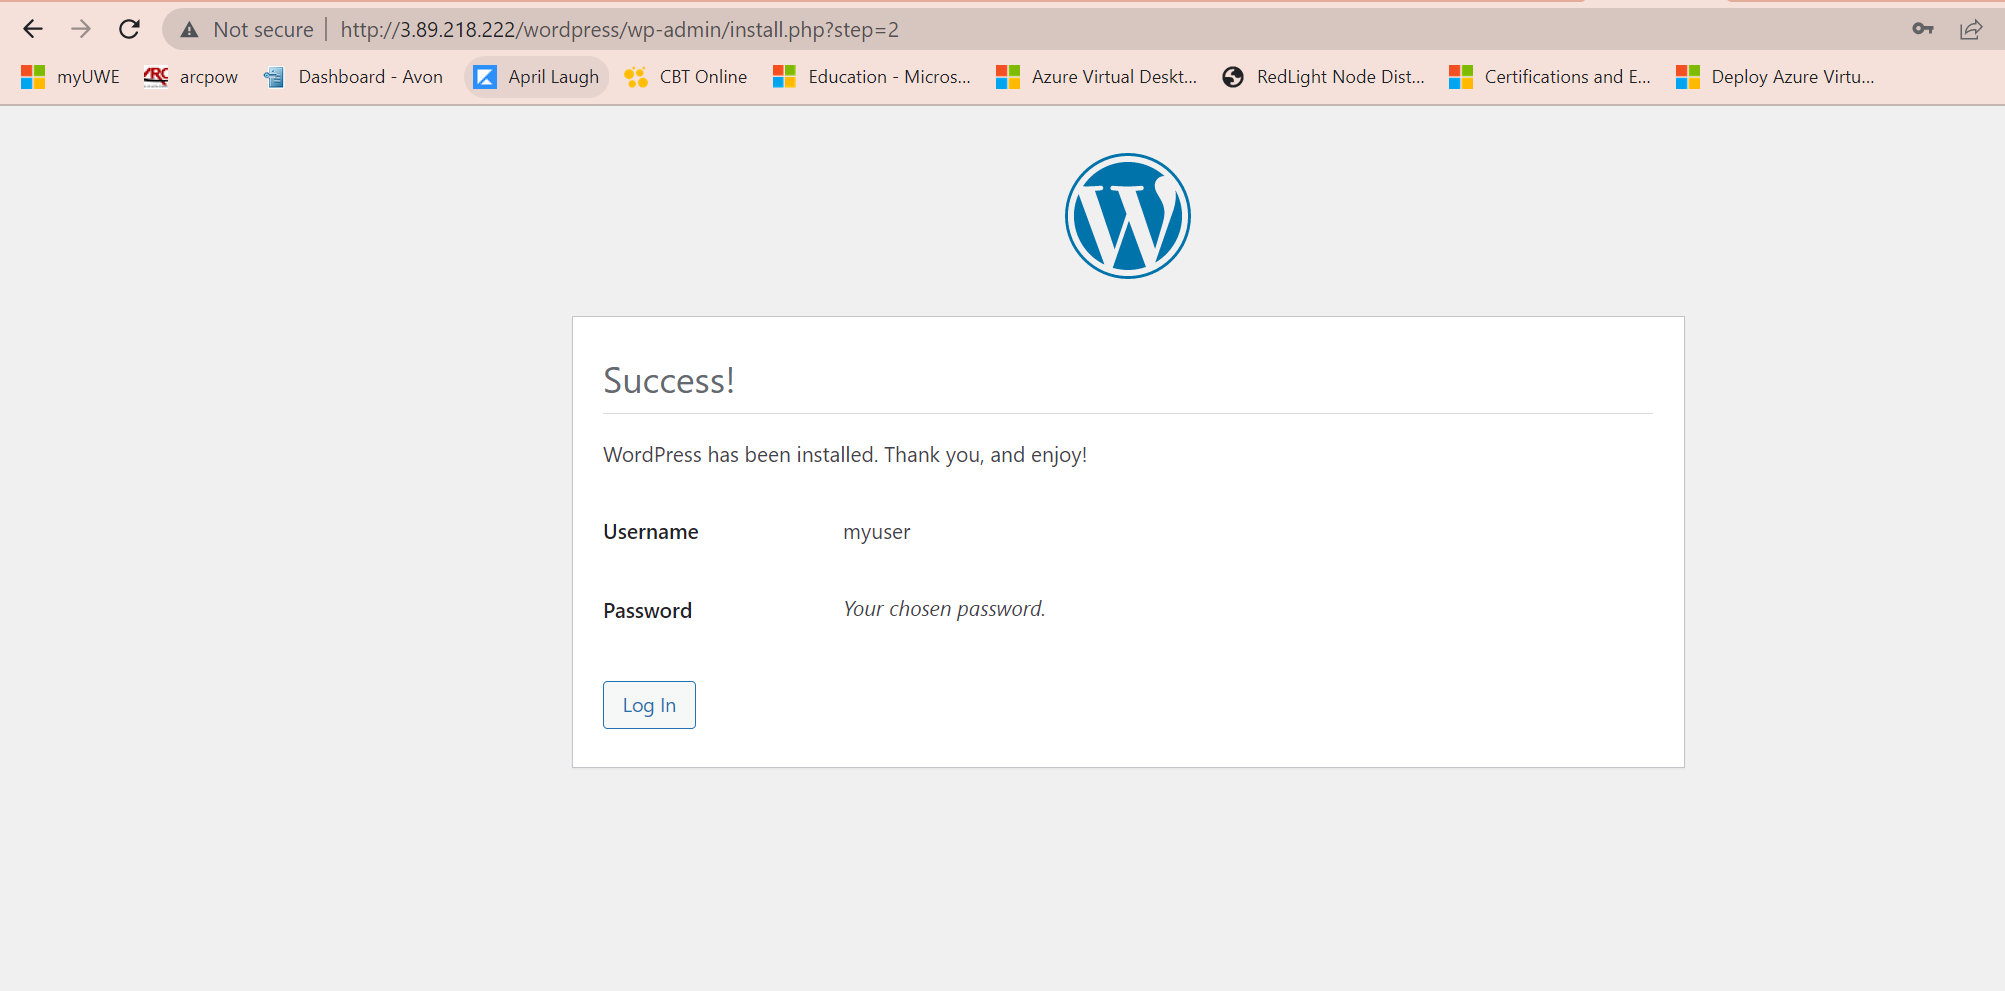 Not secure | http://3.89.218.222/wordpress/wp-admin/install.php?step=2
myUWE arcpow Dashboard - Avon April Laugh CBT Online Education - Micros... Azure Virtual Deskt... RedLight Node Dist... Certifications and E... Deploy Azure Virtu...
Success!
WordPress has been installed. Thank you, and enjoy!
Username myuser
Password Your chosen password.
Log In